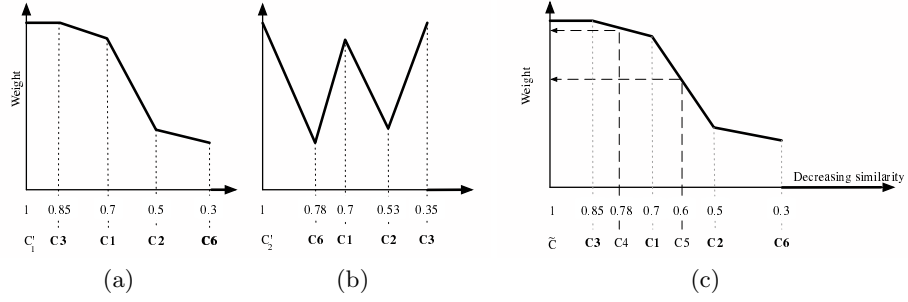 Weight
1 0.85 0.7 0.5 0.3
C'1 C3 C1 C2 C6
(a)
1 0.78 0.7 0.53 0.35
C'2 C6 C1 C2 C3
(b)
Weight
Decreasing similarity
1 0.85 0.78 0.7 0.6 0.5 0.3
C̃ C3 C4 C1 C5 C2 C6
(c)